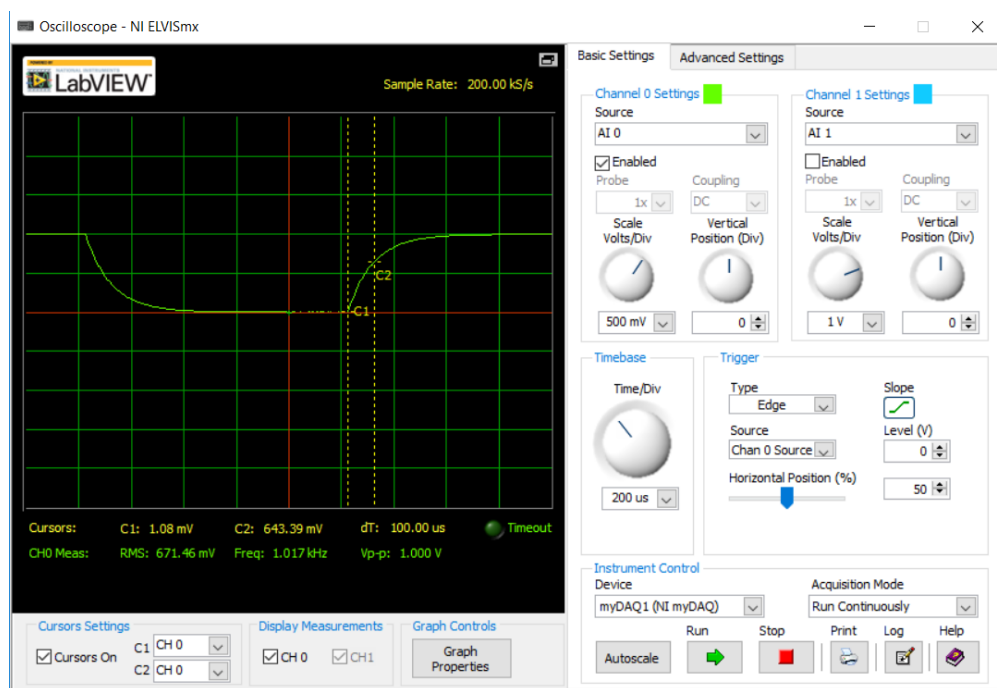 Oscilloscope - NI ELVISmx
POWERED BY
NATIONAL INSTRUMENTS
LabVIEW
Sample Rate: 200.00 kS/s
C2
C1
Cursors: C1: 1.08 mV C2: 643.39 mV dT: 100.00 us Timeout
CH0 Meas: RMS: 671.46 mV Freq: 1.017 kHz Vp-p: 1.000 V
Cursors Settings
Cursors On
C1 CH 0
C2 CH 0
Display Measurements
CH 0 CH1
Graph Controls
Graph
Properties
Basic Settings Advanced Settings
Channel 0 Settings
Source
AI 0
Enabled
Probe Coupling
1x DC
Scale Vertical
Volts/Div Position (Div)
500 mV 0
Channel 1 Settings
Source
AI 1
Enabled
Probe Coupling
1x DC
Scale Vertical
Volts/Div Position (Div)
1 V 0
Timebase
Time/Div
200 us
Trigger
Type Slope
Edge
Source Level (V)
Chan 0 Source 0
Horizontal Position (%)
50
Instrument Control
Device Acquisition Mode
myDAQ1 (NI myDAQ) Run Continuously
Run Stop Print Log Help
Autoscale